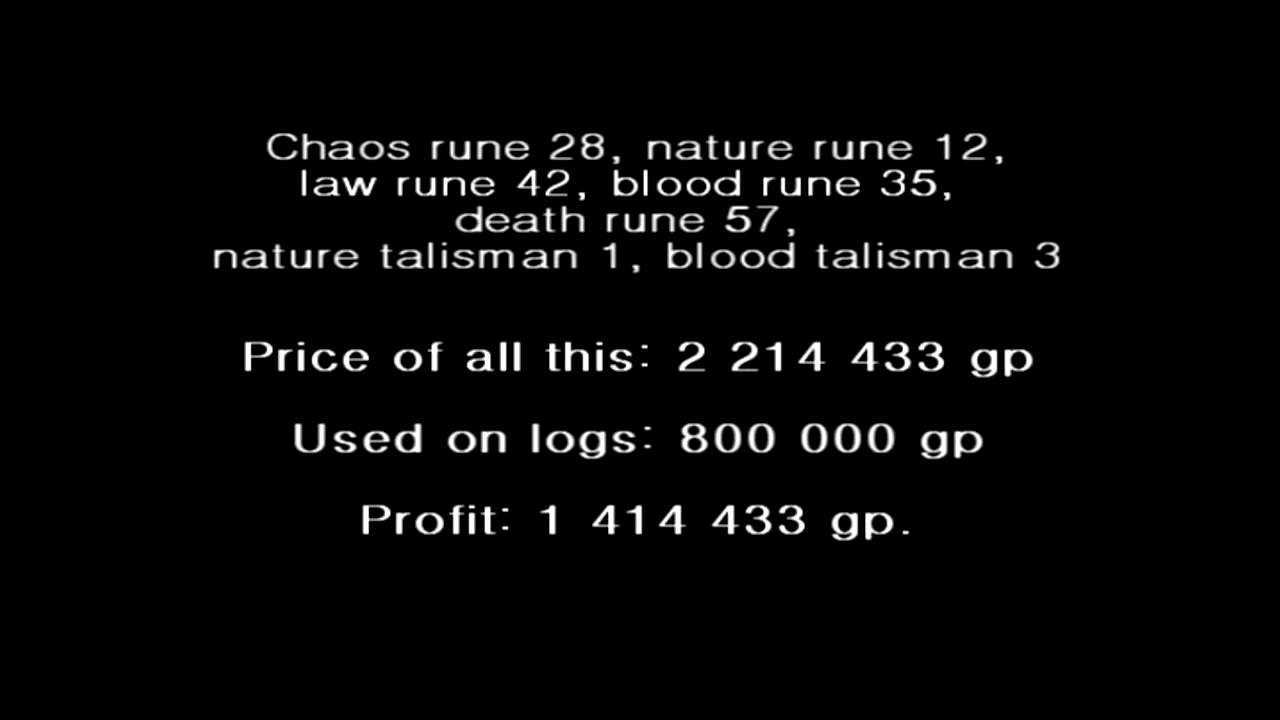 Chaos rune 28, nature rune 12,
law rune 42, blood rune 35,
death rune 57,
nature talisman 1, blood talisman 3
Price of all this: 2 214 433 gp
Used on logs: 800 000 gp
Profit: 1 414 433 gp.